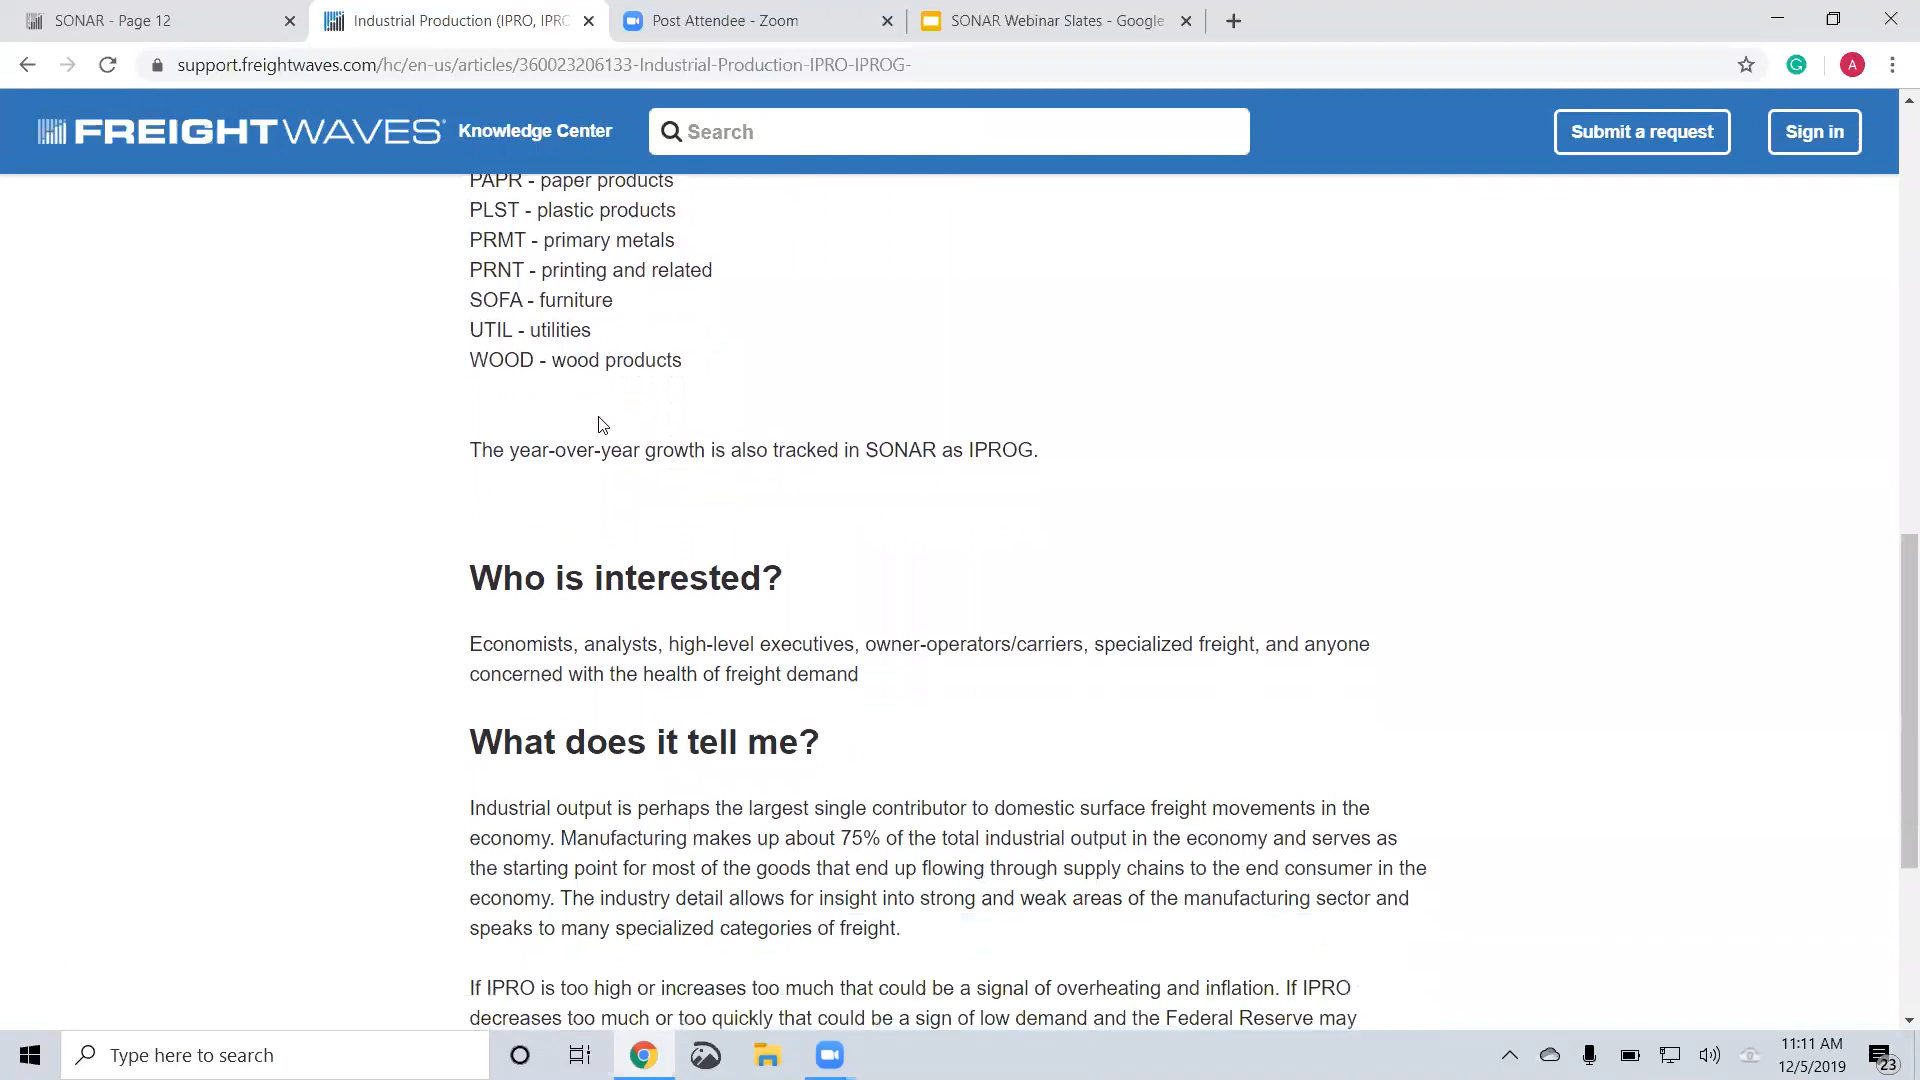 SONAR - Page 12
Industrial Production (IPRO, IPRO
Post Attendee - Zoom
SONAR Webinar Slates - Google
support.freightwaves.com/hc/en-us/articles/360023206133-Industrial-Production-IPRO-IPROG-
A
FREIGHTWAVES Knowledge Center
Search
Submit a request
Sign in
PAPR - paper products
PLST - plastic products
PRMT - primary metals
PRNT - printing and related
SOFA - furniture
UTIL - utilities
WOOD - wood products
The year-over-year growth is also tracked in SONAR as IPROG.
Who is interested?
Economists, analysts, high-level executives, owner-operators/carriers, specialized freight, and anyone
concerned with the health of freight demand
What does it tell me?
Industrial output is perhaps the largest single contributor to domestic surface freight movements in the
economy. Manufacturing makes up about 75% of the total industrial output in the economy and serves as
the starting point for most of the goods that end up flowing through supply chains to the end consumer in the
economy. The industry detail allows for insight into strong and weak areas of the manufacturing sector and
speaks to many specialized categories of freight.
If IPRO is too high or increases too much that could be a signal of overheating and inflation. If IPRO
decreases too much or too quickly that could be a sign of low demand and the Federal Reserve may
Type here to search
11:11 AM
12/5/2019
23